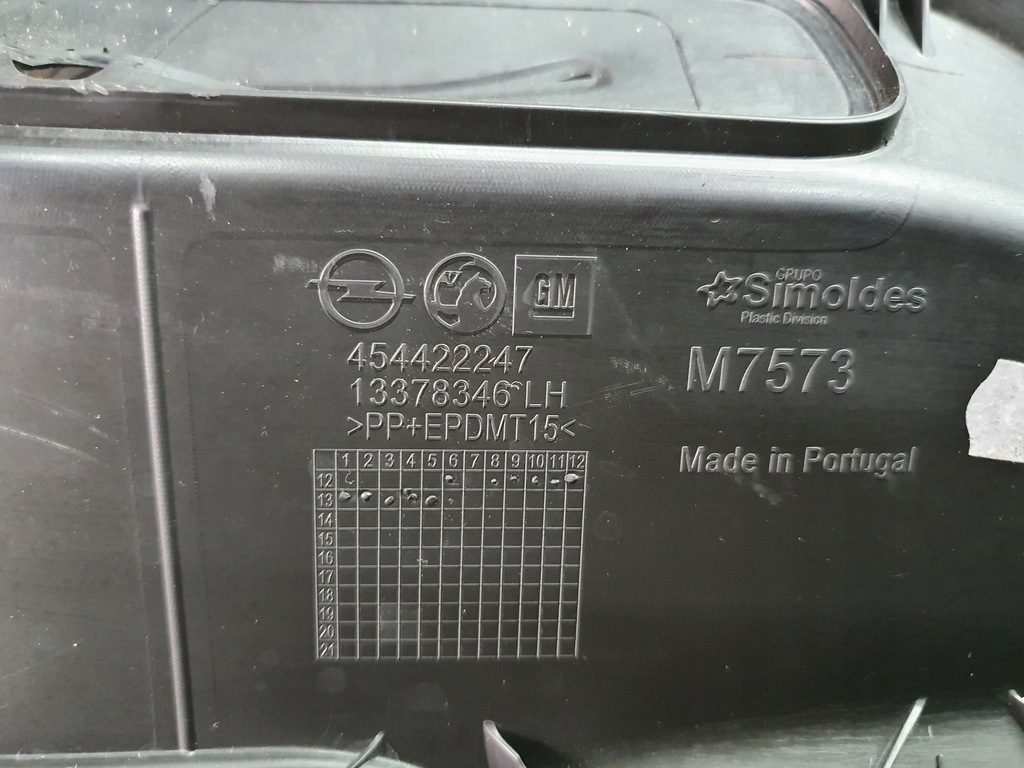 V
GM
454422247
13378346 LH
>PP+EPDMT15<
1 2 3 4 5 6 7 8 9 10 11 12
12
13
14
15
16
17
18
19
20
21
GRUPO
Simoldes
Plastic Division
M7573
Made in Portugal